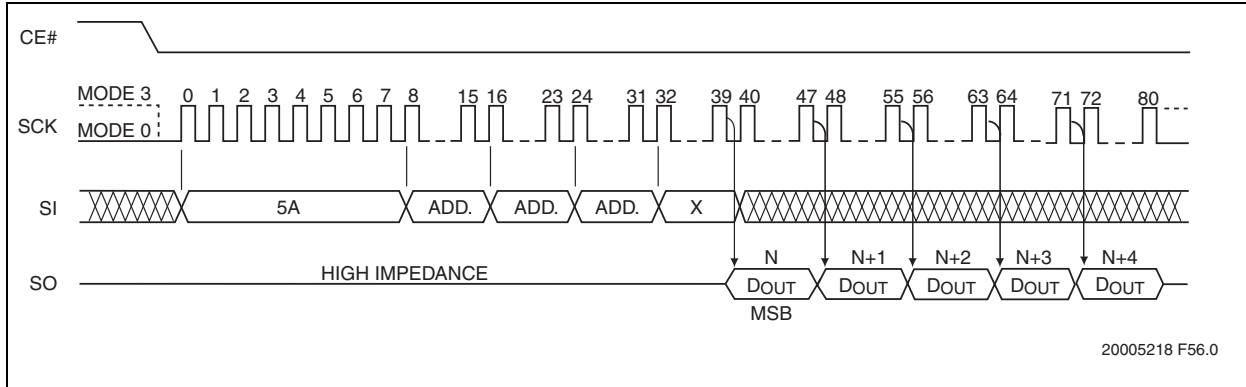 CE#
MODE 3
0 1 2 3 4 5 6 7 8 15 16 23 24 31 32 39 40 47 48 55 56 63 64 71 72 80
SCK
MODE 0
SI 5A ADD. ADD. ADD. X
N N+1 N+2 N+3 N+4
SO HIGH IMPEDANCE DOUT DOUT DOUT DOUT DOUT
MSB
20005218 F56.0